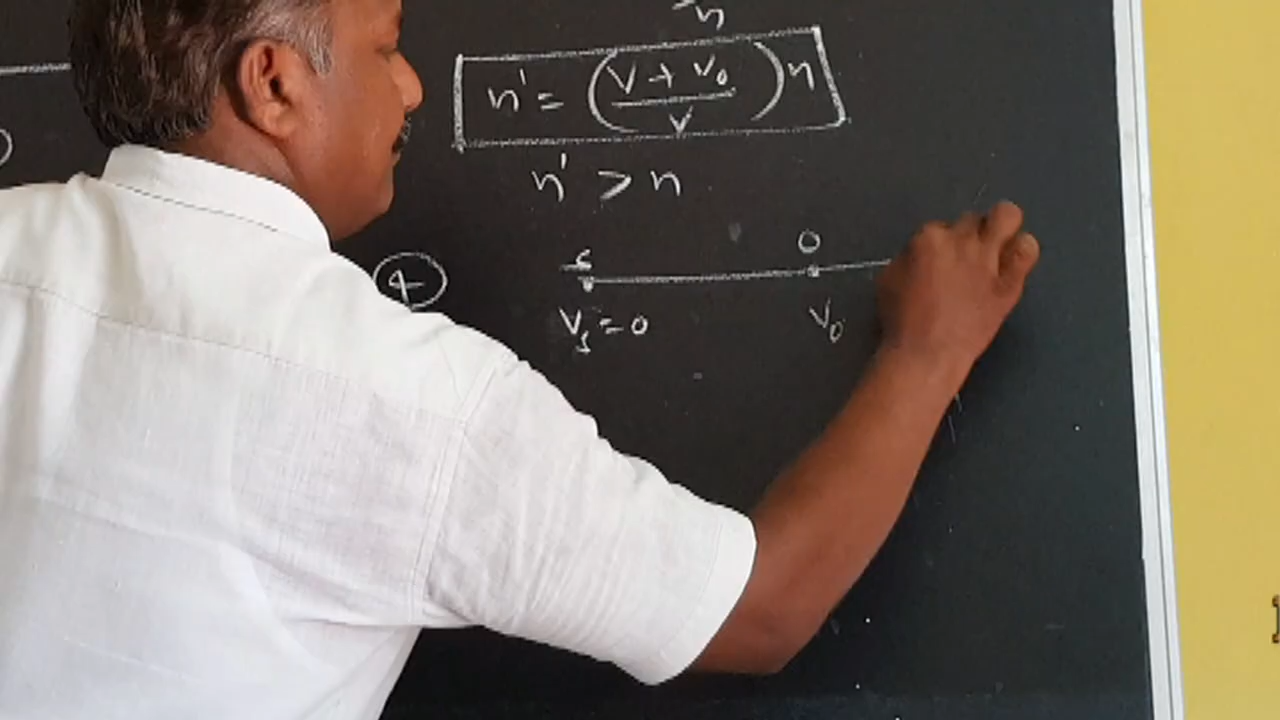 n
n' = (V + V₀ / V) n
n' > n
4 S O
Vₛ = 0 V₀